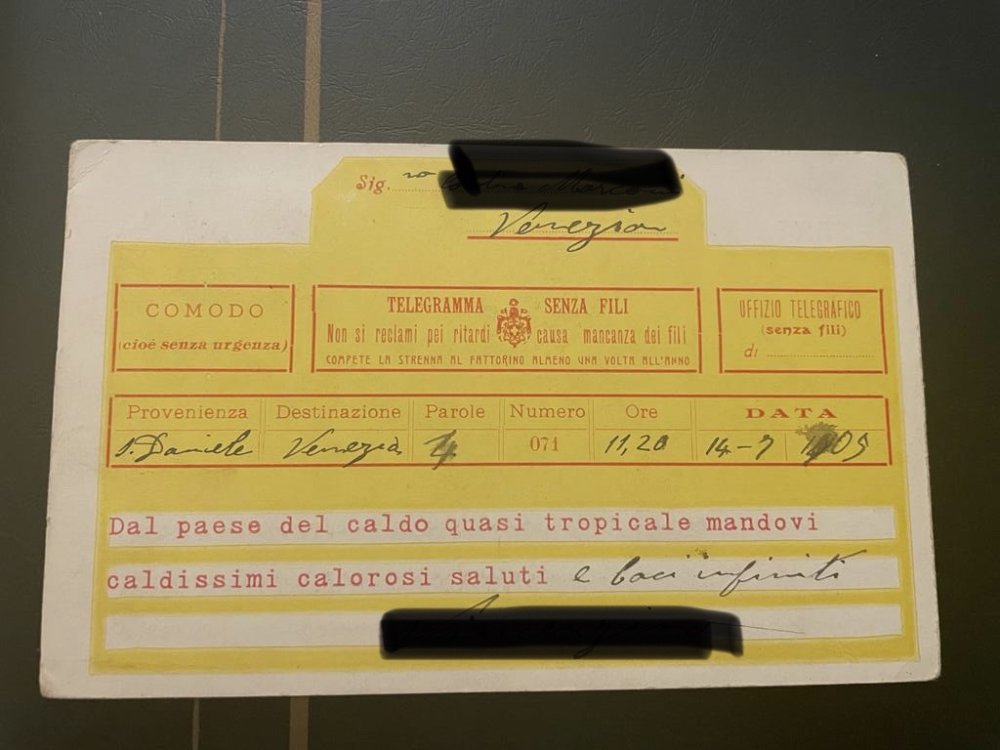 Sig.
Venezia
COMODO
(cioé senza urgenza)
TELEGRAMMA SENZA FILI
Non si reclami pei ritardi causa mancanza dei fili
COMPETE LA STRENNA AL FATTORINO ALMENO UNA VOLTA ALL'ANNO
UFFIZIO TELEGRAFICO
(senza fili)
di
Provenienza Destinazione Parole Numero Ore DATA
S. Daniele Venezia 4 071 11,20 14-7 1905
Dal paese del caldo quasi tropicale mandovi
caldissimi calorosi saluti e baci infiniti